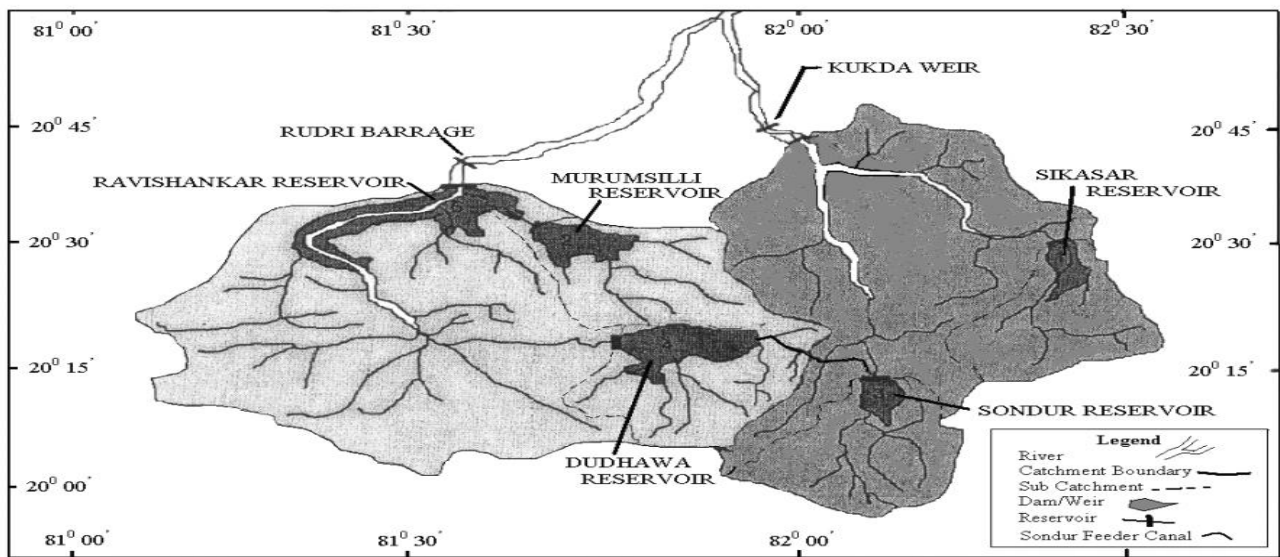 81⁰ 00'
81⁰ 30'
82⁰ 00'
82⁰ 30'
KUKDA WEIR
20⁰ 45'
20⁰ 45'
RUDRI BARRAGE
RAVISHANKAR RESERVOIR
MURUMSILLI
RESERVOIR
SIKASAR
RESERVOIR
20⁰ 30'
20⁰ 30'
20⁰ 15'
20⁰ 15'
SONDUR RESERVOIR
DUDHAWA
RESERVOIR
20⁰ 00'
Legend
River
Catchment Boundary
Sub Catchment
Dam/Weir
Reservoir
Sondur Feeder Canal
81⁰ 00'
81⁰ 30'
82⁰ 00'
82⁰ 30'